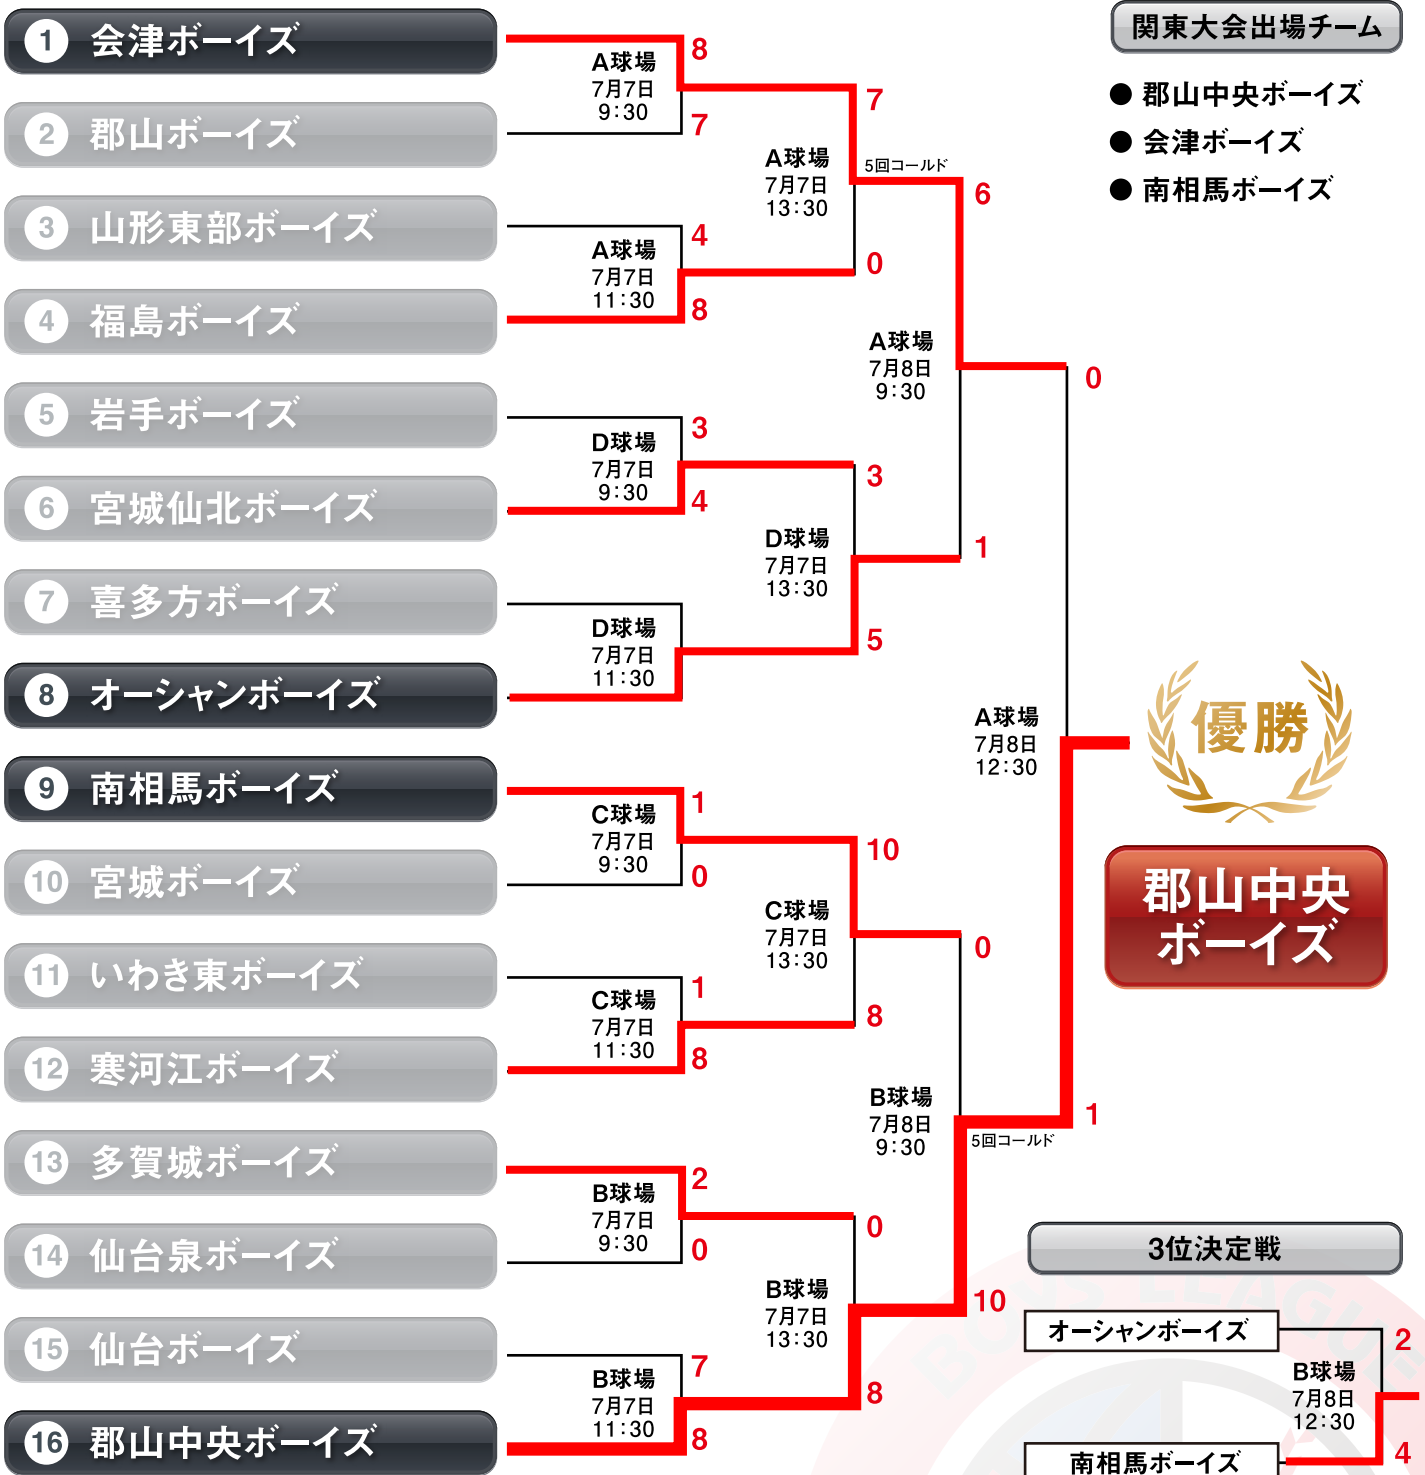 1 会津ボーイズ
2 郡山ボーイズ
3 山形東部ボーイズ
4 福島ボーイズ
5 岩手ボーイズ
6 宮城仙北ボーイズ
7 喜多方ボーイズ
8 オーシャンボーイズ
9 南相馬ボーイズ
10 宮城ボーイズ
11 いわき東ボーイズ
12 寒河江ボーイズ
13 多賀城ボーイズ
14 仙台泉ボーイズ
15 仙台ボーイズ
16 郡山中央ボーイズ
8
A球場
7月7日
9:30
7
4
A球場
7月7日
11:30
8
3
D球場
7月7日
9:30
4
D球場
7月7日
11:30
1
C球場
7月7日
9:30
0
1
C球場
7月7日
11:30
8
2
B球場
7月7日
9:30
0
7
B球場
7月7日
11:30
8
7
A球場
7月7日
13:30
5回コールド
0
3
D球場
7月7日
13:30
5
10
C球場
7月7日
13:30
8
0
B球場
7月7日
13:30
8
6
A球場
7月8日
9:30
1
0
B球場
7月8日
9:30
5回コールド
10
0
A球場
7月8日
12:30
1
関東大会出場チーム
● 郡山中央ボーイズ
● 会津ボーイズ
● 南相馬ボーイズ
優勝
郡山中央
ボーイズ
3位決定戦
オーシャンボーイズ
2
B球場
7月8日
12:30
南相馬ボーイズ
4
BOYS LEAGUE